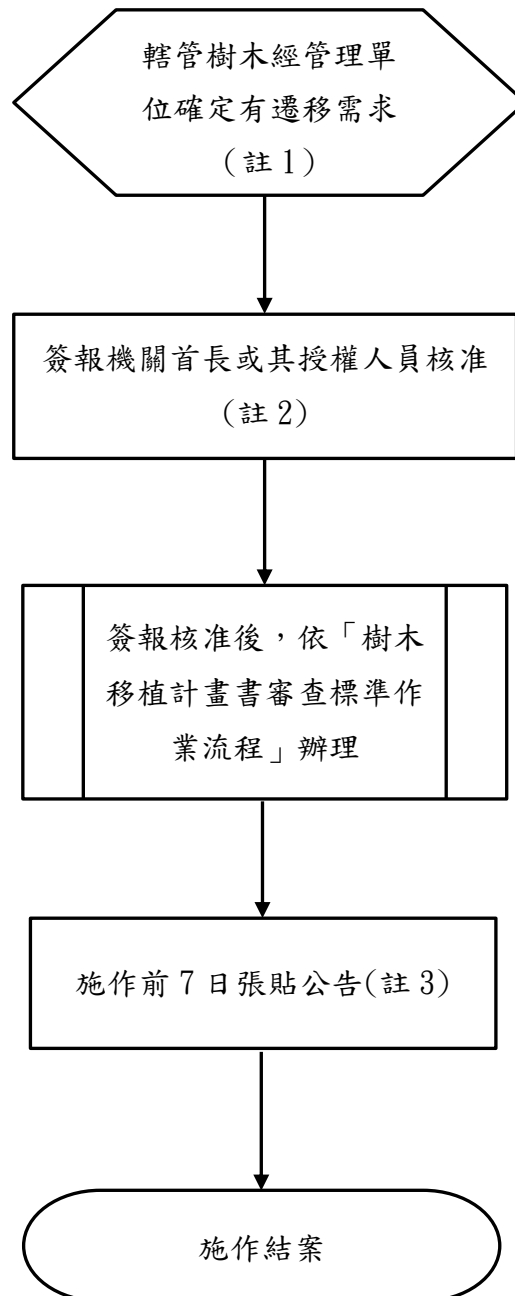 轄管樹木經管理單
位確定有遷移需求
(註 1)
簽報機關首長或其授權人員核准
(註 2)
簽報核准後，依「樹木
移植計畫書審查標準作
業流程」辦理
施作前 7 日張貼公告(註 3)
施作結案